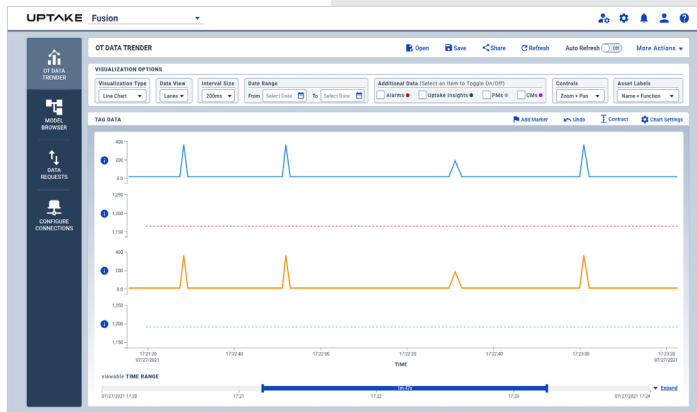 UPTAKE Fusion
OT DATA TRENDER
MODEL BROWSER
DATA REQUESTS
CONFIGURE CONNECTIONS
OT DATA TRENDER Open Save Share Refresh Auto Refresh Off More Actions
VISUALIZATION OPTIONS
Visualization Type Data View Interval Size Date Range Additional Data (Select an Item to Toggle On/Off) Controls Asset Labels
Line Chart Lanes 200ms From Select Date To Select Date Alarms Uptake Insights PMs CMs Zoom + Pan Name + Function
TAG DATA Add Marker Undo Contract Chart Settings
400
200
0.0
1,250
1,200
1,150
400
200
0.0
1,250
1,200
1,150
17:21:20 17:22:40 17:22:00 17:22:20 17:22:40 17:23:00 17:23:20
07/27/2021 07/27/2021
TIME
viewable TIME RANGE
1m 47s Expand
07/27/2021 17:20 17:21 17:22 17:23 07/27/2021 17:24